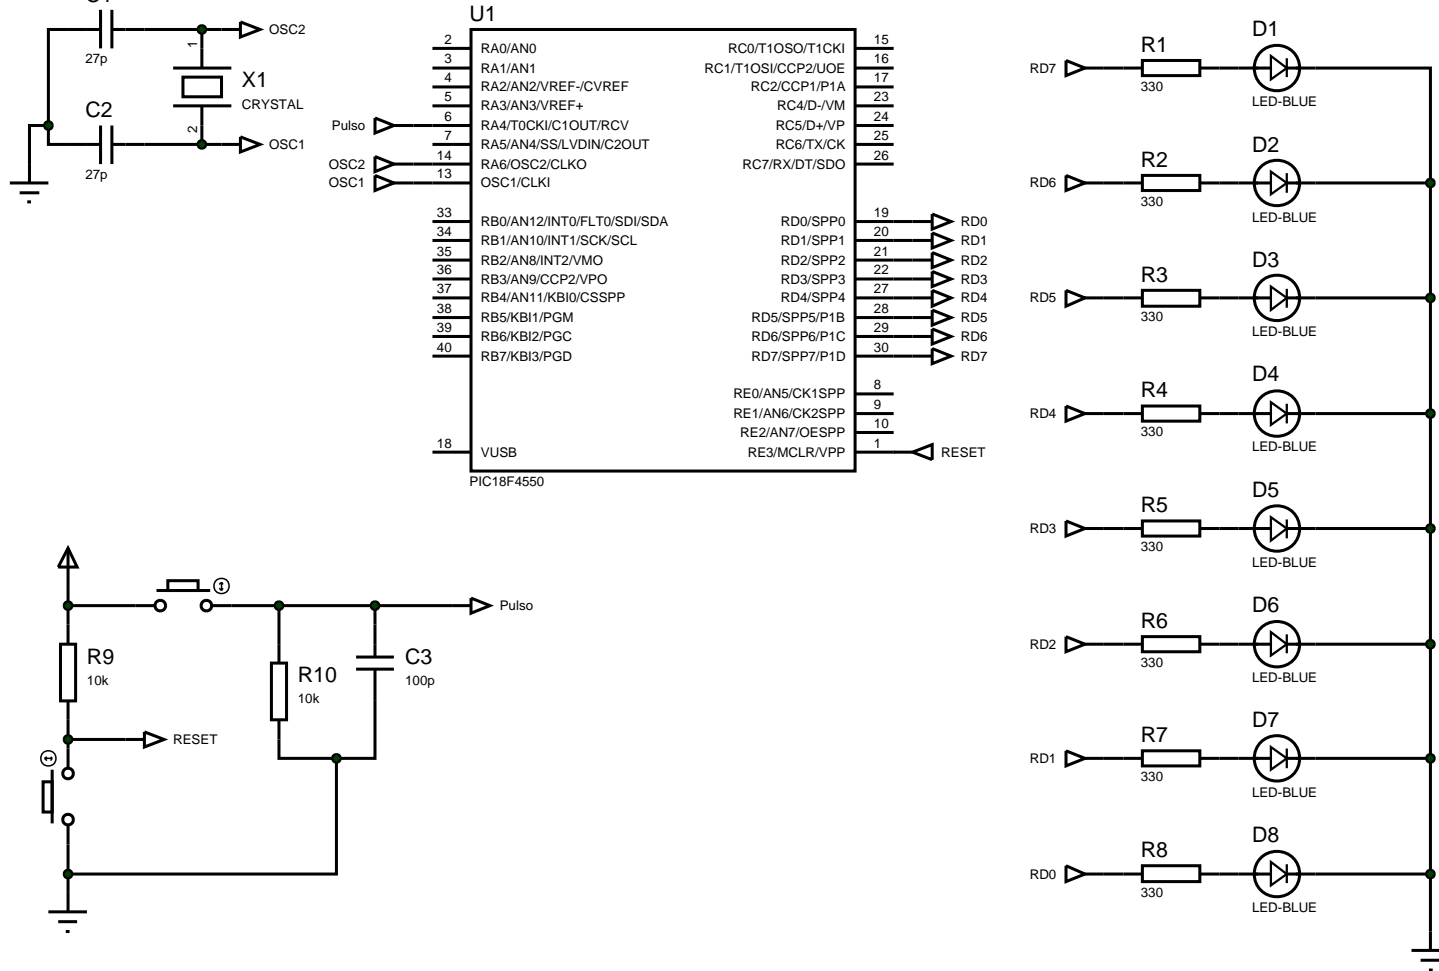 27p
1
OSC2
X1
CRYSTAL
C2
27p
2
OSC1
U1
2 RA0/AN0
3 RA1/AN1
4 RA2/AN2/VREF-/CVREF
5 RA3/AN3/VREF+
Pulso 6 RA4/T0CKI/C1OUT/RCV
7 RA5/AN4/SS/LVDIN/C2OUT
OSC2 14 RA6/OSC2/CLKO
OSC1 13 OSC1/CLKI
33 RB0/AN12/INT0/FLT0/SDI/SDA
34 RB1/AN10/INT1/SCK/SCL
35 RB2/AN8/INT2/VMO
36 RB3/AN9/CCP2/VPO
37 RB4/AN11/KBI0/CSSPP
38 RB5/KBI1/PGM
39 RB6/KBI2/PGC
40 RB7/KBI3/PGD
18 VUSB
RC0/T1OSO/T1CKI 15
RC1/T1OSI/CCP2/UOE 16
RC2/CCP1/P1A 17
RC4/D-/VM 23
RC5/D+/VP 24
RC6/TX/CK 25
RC7/RX/DT/SDO 26
RD0/SPP0 19 RD0
RD1/SPP1 20 RD1
RD2/SPP2 21 RD2
RD3/SPP3 22 RD3
RD4/SPP4 27 RD4
RD5/SPP5/P1B 28 RD5
RD6/SPP6/P1C 29 RD6
RD7/SPP7/P1D 30 RD7
RE0/AN5/CK1SPP 8
RE1/AN6/CK2SPP 9
RE2/AN7/OESPP 10
RE3/MCLR/VPP 1 RESET
PIC18F4550
R9
10k
RESET
R10
10k
C3
100p
Pulso
RD7
R1
330
D1
LED-BLUE
RD6
R2
330
D2
LED-BLUE
RD5
R3
330
D3
LED-BLUE
RD4
R4
330
D4
LED-BLUE
RD3
R5
330
D5
LED-BLUE
RD2
R6
330
D6
LED-BLUE
RD1
R7
330
D7
LED-BLUE
RD0
R8
330
D8
LED-BLUE